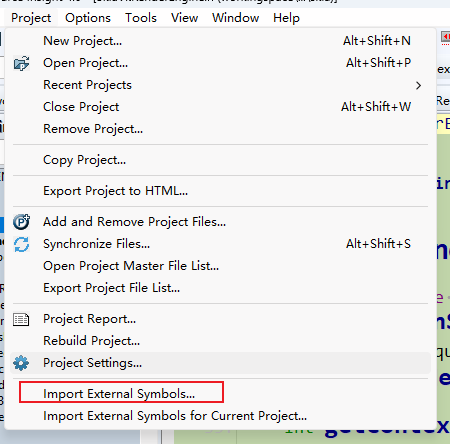 Project Options Tools View Window Help
New Project... Alt+Shift+N
Open Project... Alt+Shift+P
Recent Projects
Close Project Alt+Shift+W
Remove Project...
Copy Project...
Export Project to HTML...
Add and Remove Project Files...
Synchronize Files... Alt+Shift+S
Open Project Master File List...
Export Project File List...
Project Report...
Rebuild Project...
Project Settings...
Import External Symbols...
Import External Symbols for Current Project...